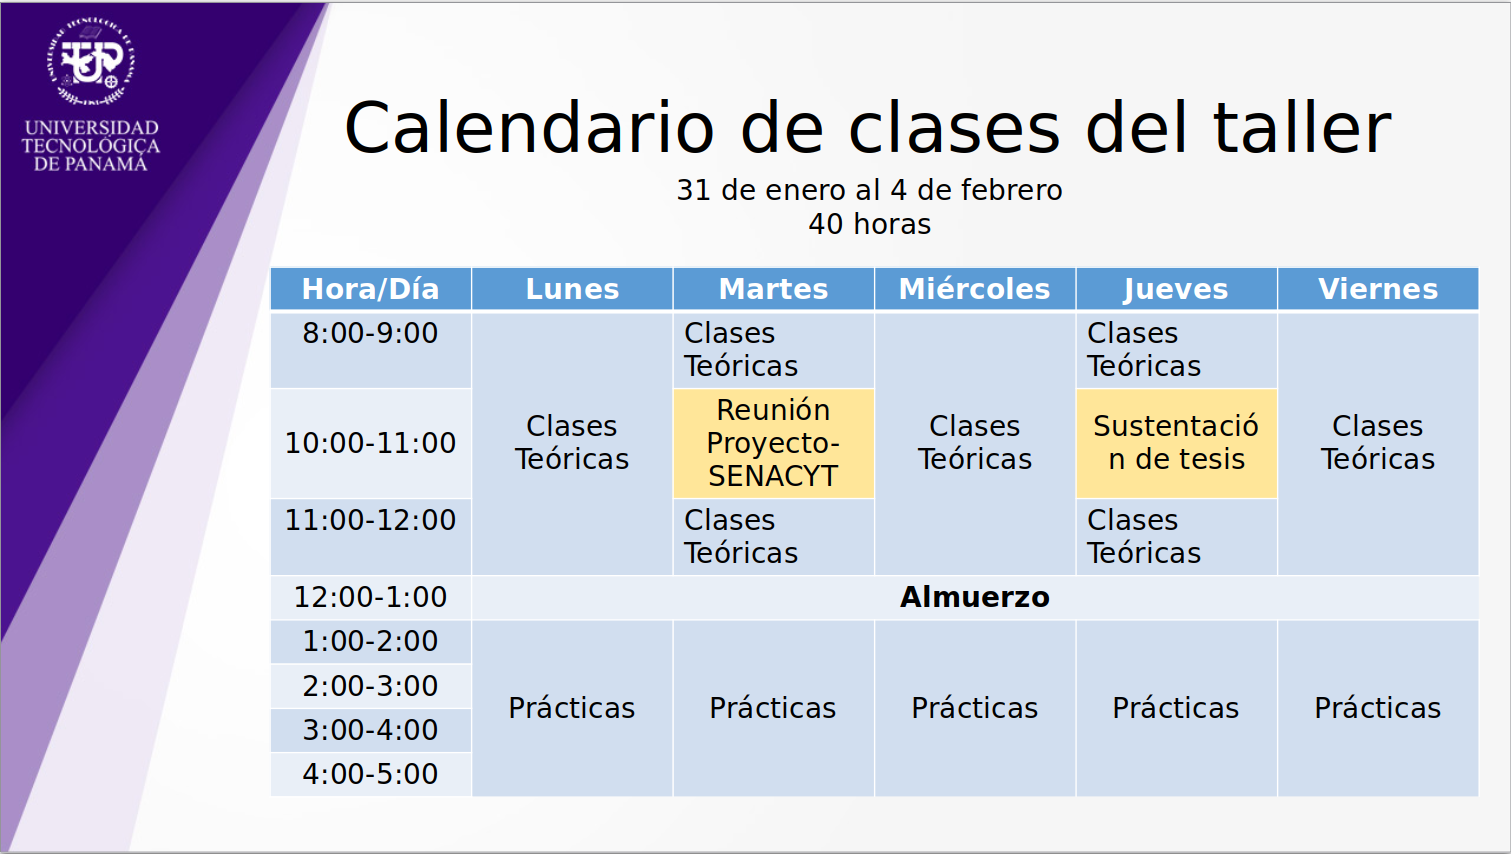 UNIVERSIDAD
TECNOLÓGICA
DE PANAMÁ
Calendario de clases del taller
31 de enero al 4 de febrero
40 horas
Hora/Día Lunes Martes Miércoles Jueves Viernes
8:00-9:00
Clases
Teóricas
Clases
Teóricas
10:00-11:00
Clases
Teóricas
Reunión
Proyecto-
SENACYT
Clases
Teóricas
Sustentació
n de tesis
Clases
Teóricas
11:00-12:00
Clases
Teóricas
Clases
Teóricas
12:00-1:00 Almuerzo
1:00-2:00
2:00-3:00
Prácticas Prácticas Prácticas Prácticas Prácticas
3:00-4:00
4:00-5:00